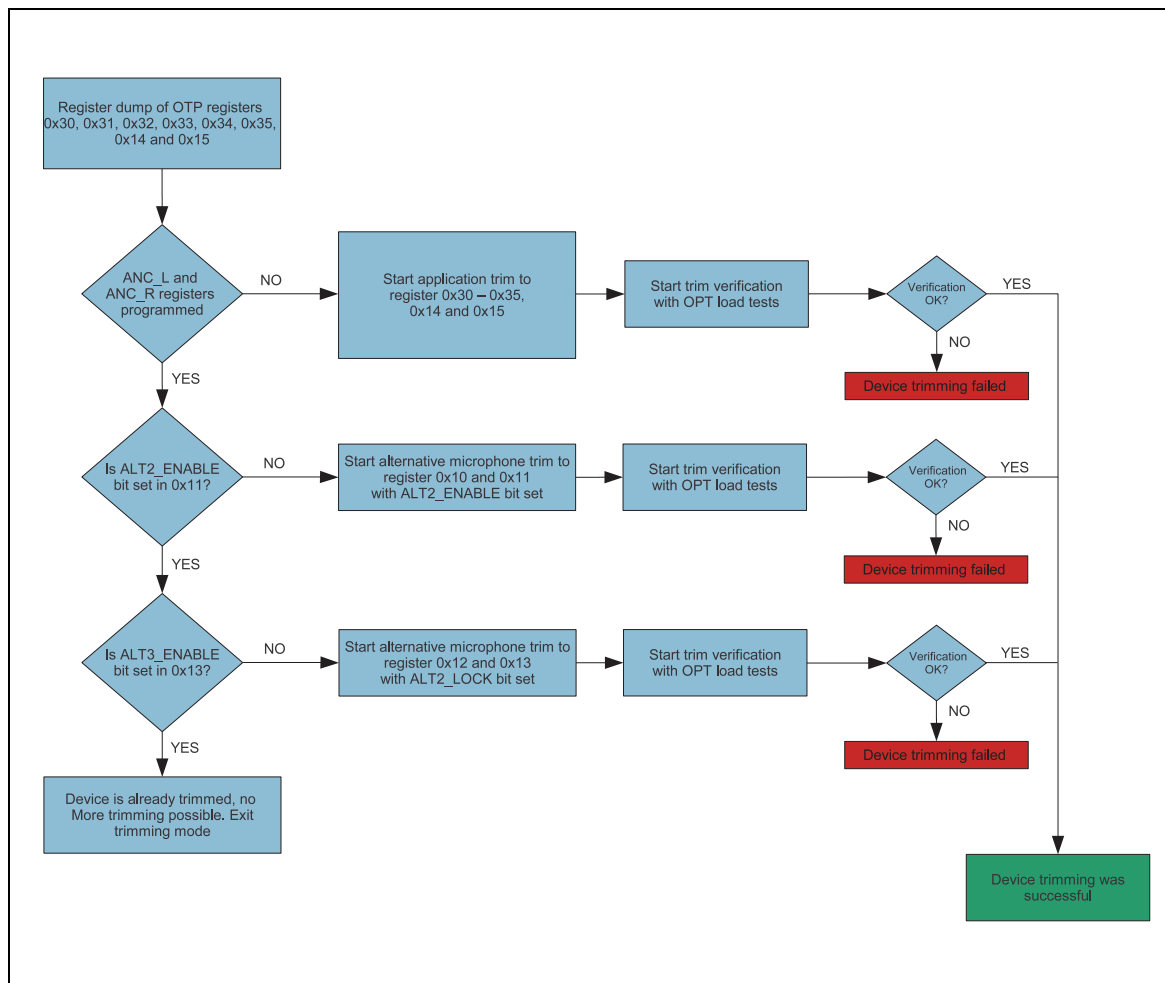 Register dump of OTP registers
0x30, 0x31, 0x32, 0x33, 0x34, 0x35,
0x14 and 0x15
ANC_L and
ANC_R registers
programmed
NO
Start application trim to
register 0x30 – 0x35,
0x14 and 0x15
Start trim verification
with OPT load tests
Verification
OK?
YES
NO
Device trimming failed
YES
Is ALT2_ENABLE
bit set in 0x11?
NO
Start alternative microphone trim to
register 0x10 and 0x11
with ALT2_ENABLE bit set
Start trim verification
with OPT load tests
Verification
OK?
YES
NO
Device trimming failed
YES
Is ALT3_ENABLE
bit set in 0x13?
NO
Start alternative microphone trim to
register 0x12 and 0x13
with ALT2_LOCK bit set
Start trim verification
with OPT load tests
Verification
OK?
YES
NO
Device trimming failed
YES
Device is already trimmed, no
More trimming possible. Exit
trimming mode
Device trimming was
successful